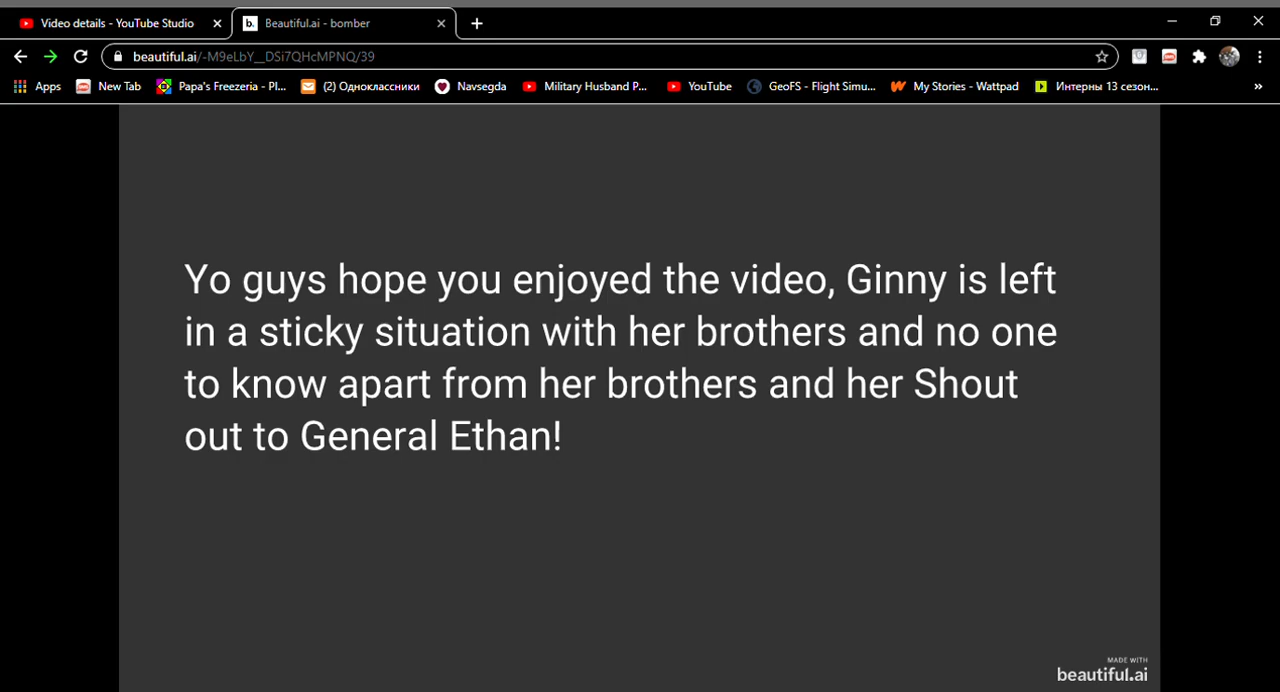 Video details - YouTube Studio
Beautiful.ai - bomber
beautiful.ai/-M9eLbY__DSi7QHcMPNQ/39
Apps New Tab Papa's Freezeria - Pl... (2) Одноклассники Navsegda Military Husband P... YouTube GeoFS - Flight Simu... My Stories - Wattpad Интерны 13 сезон...
Yo guys hope you enjoyed the video, Ginny is left
in a sticky situation with her brothers and no one
to know apart from her brothers and her Shout
out to General Ethan!
MADE WITH
beautiful.ai